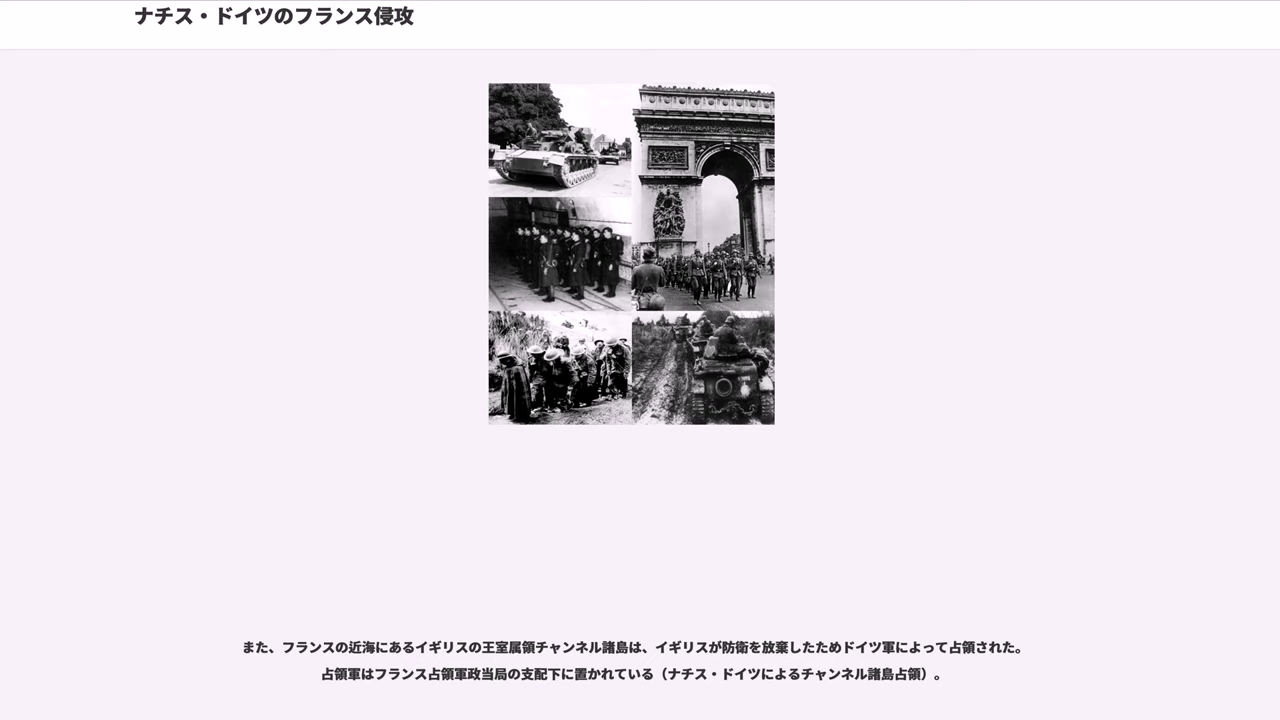 ナチス・ドイツのフランス侵攻
また、フランスの近海にあるイギリスの王室属領チャンネル諸島は、イギリスが防衛を放棄したためドイツ軍によって占領された。
占領軍はフランス占領軍政当局の支配下に置かれている（ナチス・ドイツによるチャンネル諸島占領）。